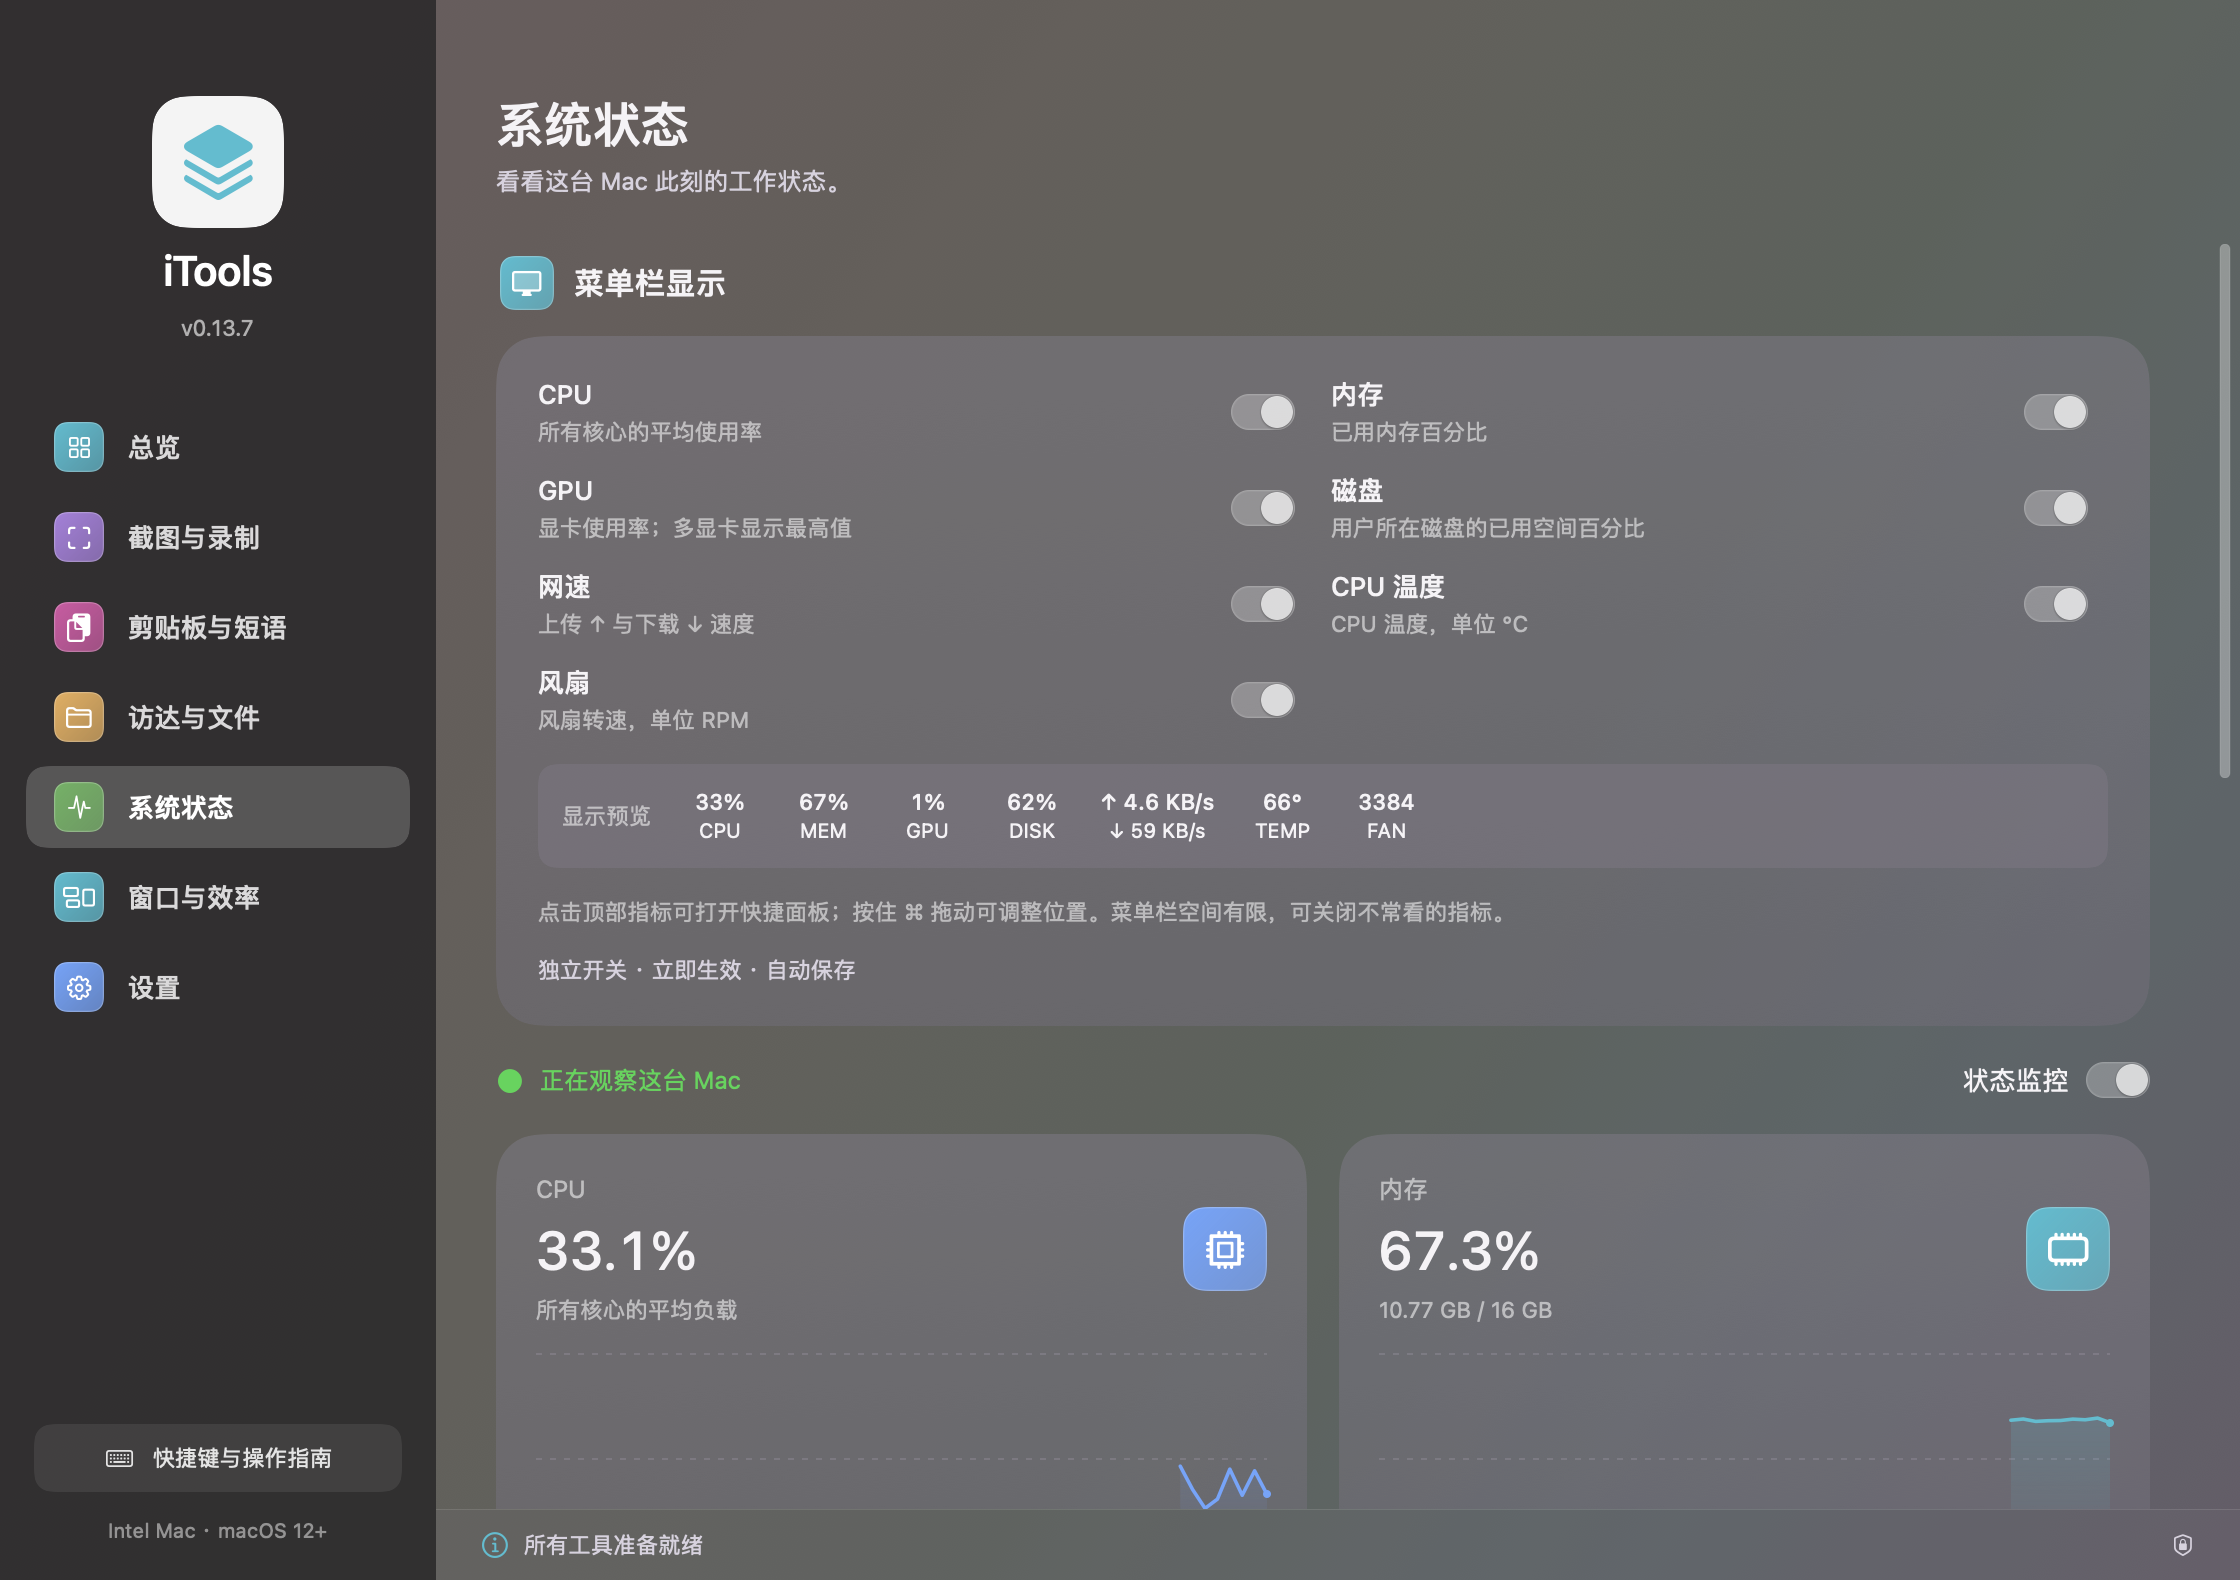 iTools
v0.13.7
总览
截图与录制
剪贴板与短语
访达与文件
系统状态
窗口与效率
设置
快捷键与操作指南
Intel Mac · macOS 12+
系统状态
看看这台 Mac 此刻的工作状态。
菜单栏显示
CPU
所有核心的平均使用率
内存
已用内存百分比
GPU
显卡使用率；多显卡显示最高值
磁盘
用户所在磁盘的已用空间百分比
网速
上传 ↑ 与下载 ↓ 速度
CPU 温度
CPU 温度，单位 °C
风扇
风扇转速，单位 RPM
显示预览
33% 67% 1% 62% ↑ 4.6 KB/s 66° 3384
CPU MEM GPU DISK ↓ 59 KB/s TEMP FAN
点击顶部指标可打开快捷面板；按住 ⌘ 拖动可调整位置。菜单栏空间有限，可关闭不常看的指标。
独立开关 · 立即生效 · 自动保存
正在观察这台 Mac
状态监控
CPU
33.1%
所有核心的平均负载
内存
67.3%
10.77 GB / 16 GB
所有工具准备就绪